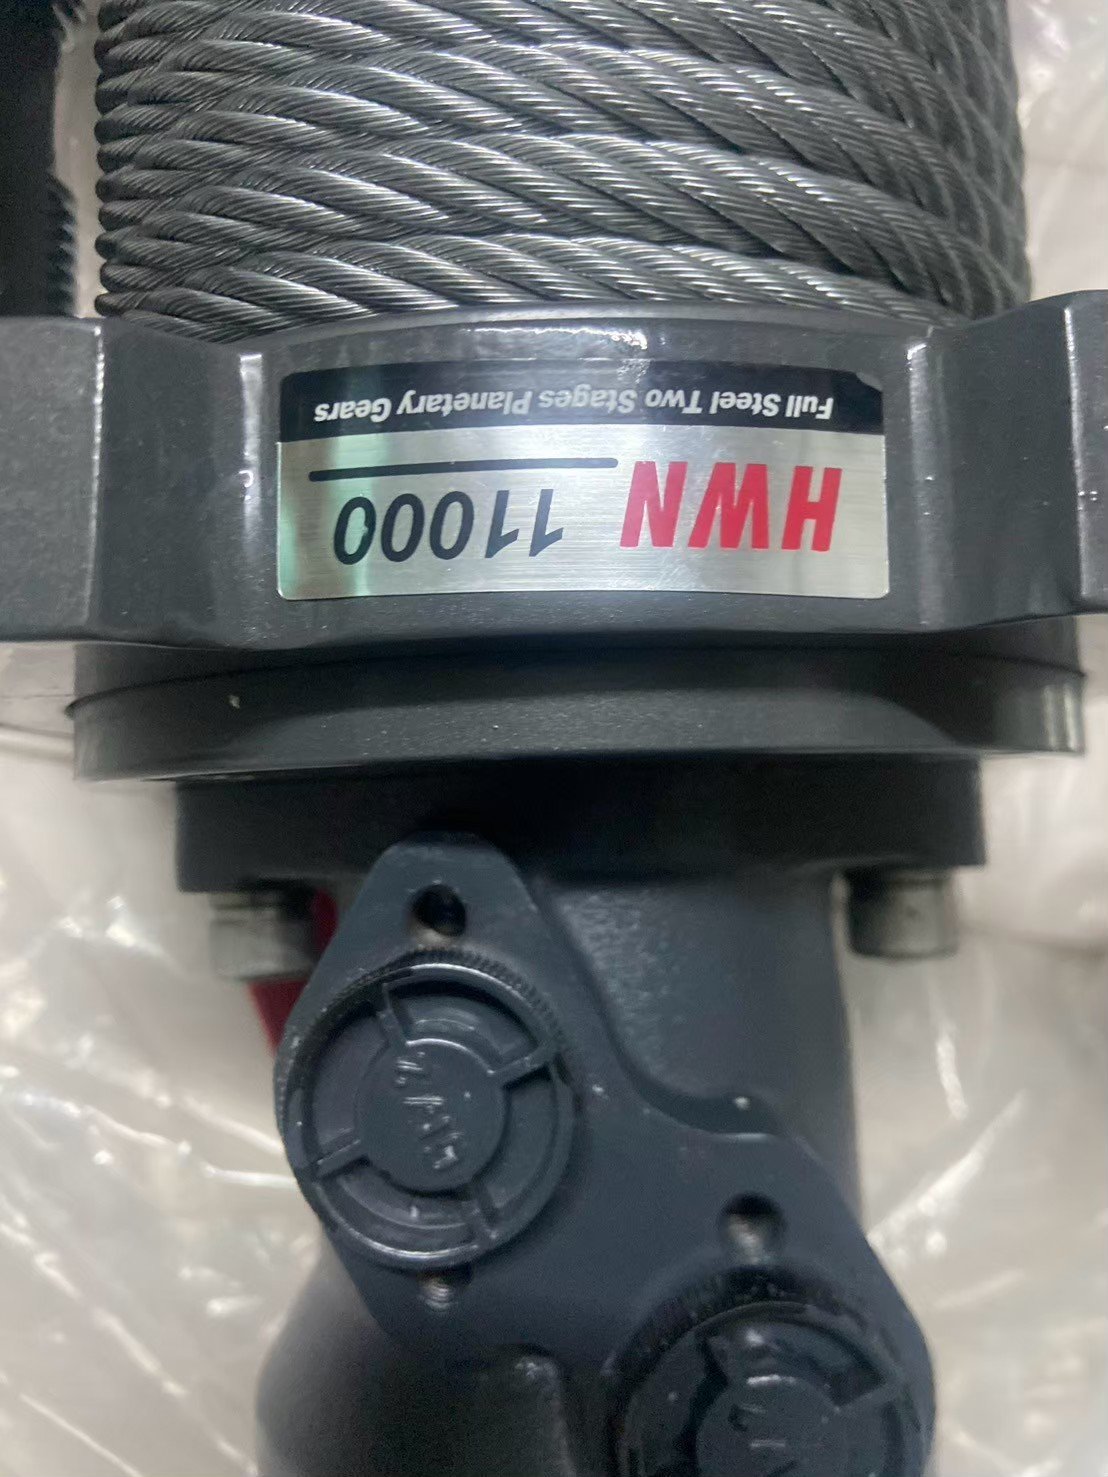 HWN 11000
Full Steel Two Stages Planetary Gears